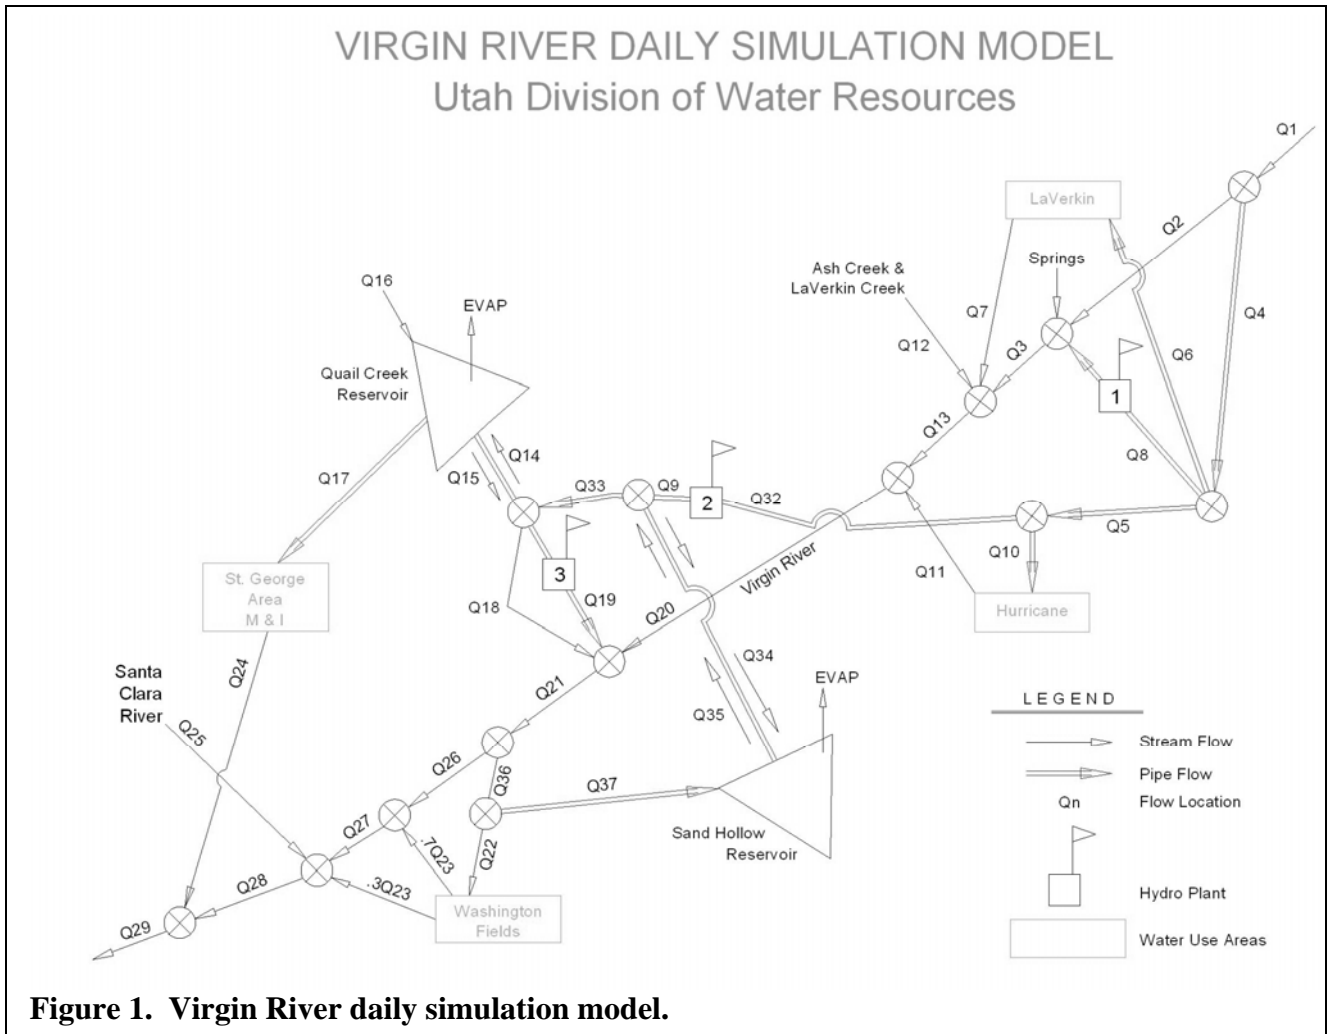 VIRGIN RIVER DAILY SIMULATION MODEL
Utah Division of Water Resources
Q1
LaVerkin
Q2
Springs
Ash Creek &
LaVerkin Creek
Q7
Q4
Q16
EVAP
Q12
Q3
Q6
Quail Creek
Reservoir
1
Q13
Q8
Q17
Q15
Q14
Q33
Q9
2
Q32
Q5
Q10
Q11
Virgin River
3
Q18
Q19
Q20
Hurricane
St. George
Area
M & I
Santa
Clara
River
Q24
Q25
Q21
Q34
Q35
EVAP
Q26
Q36
Q37
Q27
.7Q23
Q22
Sand Hollow
Reservoir
Q28
.3Q23
Washington
Fields
Q29
LEGEND
Stream Flow
Pipe Flow
Qn
Flow Location
Hydro Plant
Water Use Areas
Figure 1. Virgin River daily simulation model.